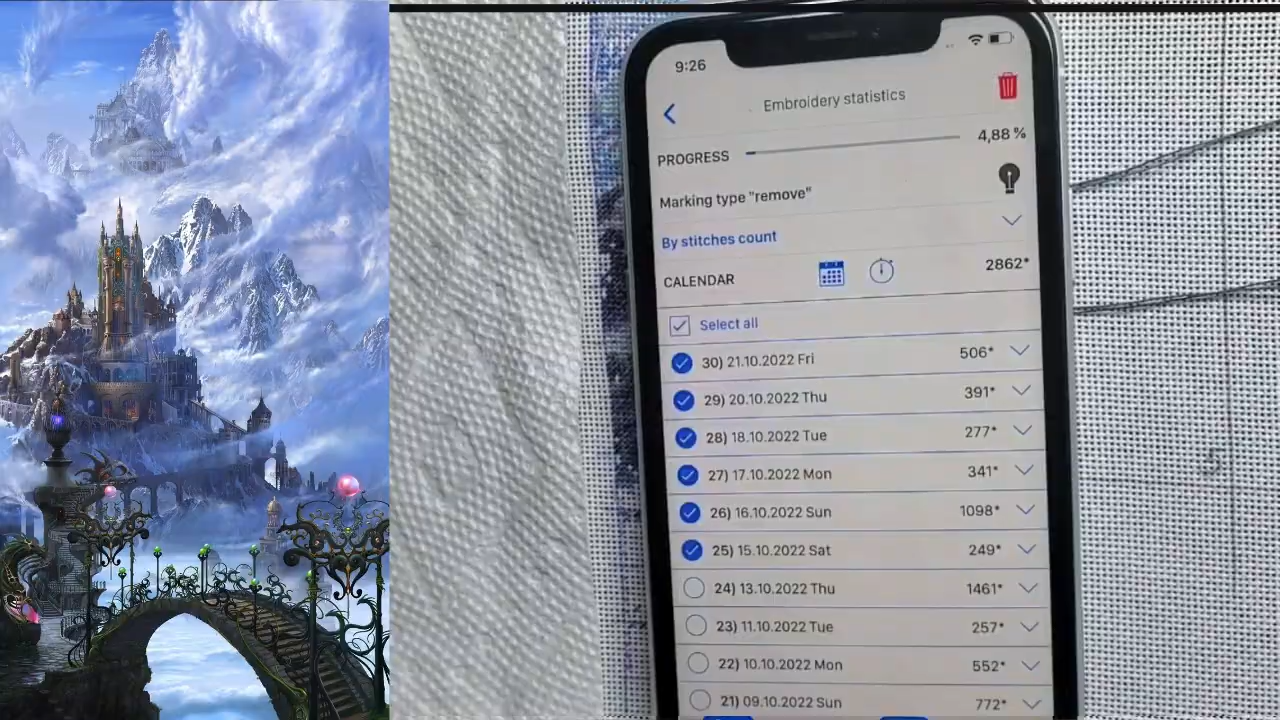 9:26
Embroidery statistics
PROGRESS 4,88 %
Marking type "remove"
By stitches count
CALENDAR 2862*
Select all
30) 21.10.2022 Fri 506*
29) 20.10.2022 Thu 391*
28) 18.10.2022 Tue 277*
27) 17.10.2022 Mon 341*
26) 16.10.2022 Sun 1098*
25) 15.10.2022 Sat 249*
24) 13.10.2022 Thu 1461*
23) 11.10.2022 Tue 257*
22) 10.10.2022 Mon 552*
21) 09.10.2022 Sun 772*